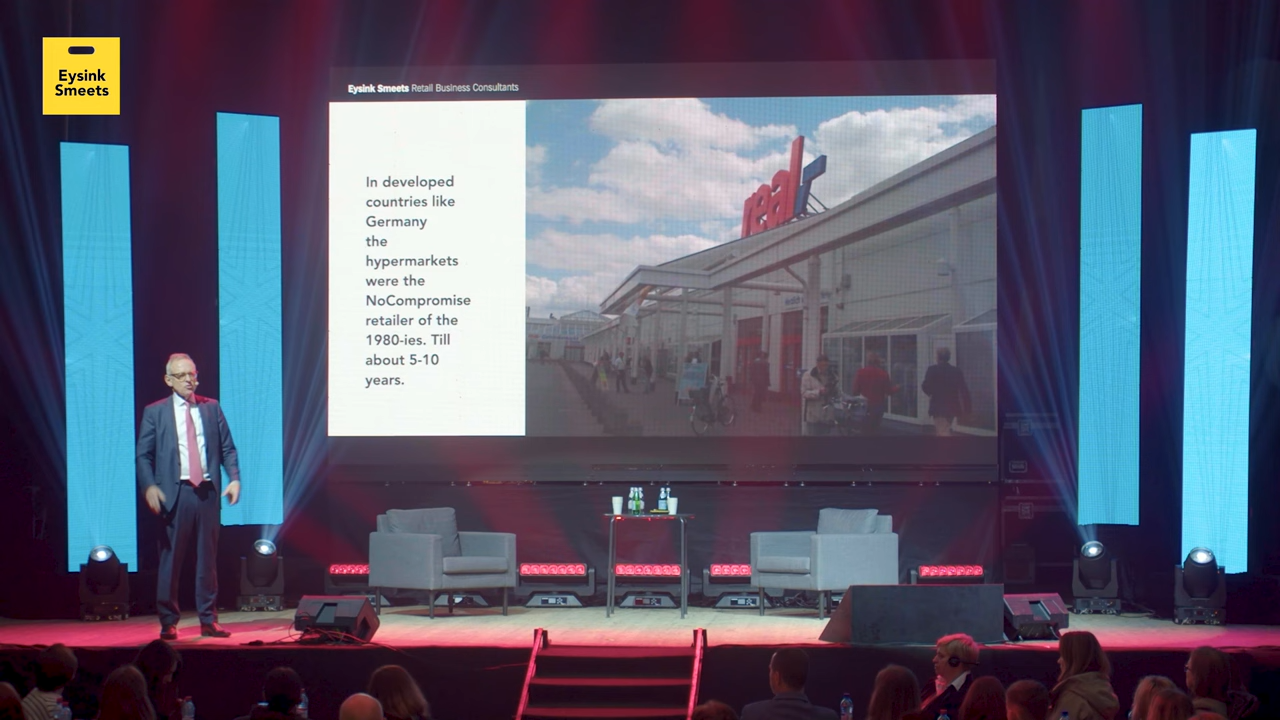 Eysink
Smeets
Eysink Smeets Retail Business Consultants
In developed
countries like
Germany
the
hypermarkets
were the
NoCompromise
retailer of the
1980-ies. Till
about 5-10
years.
real